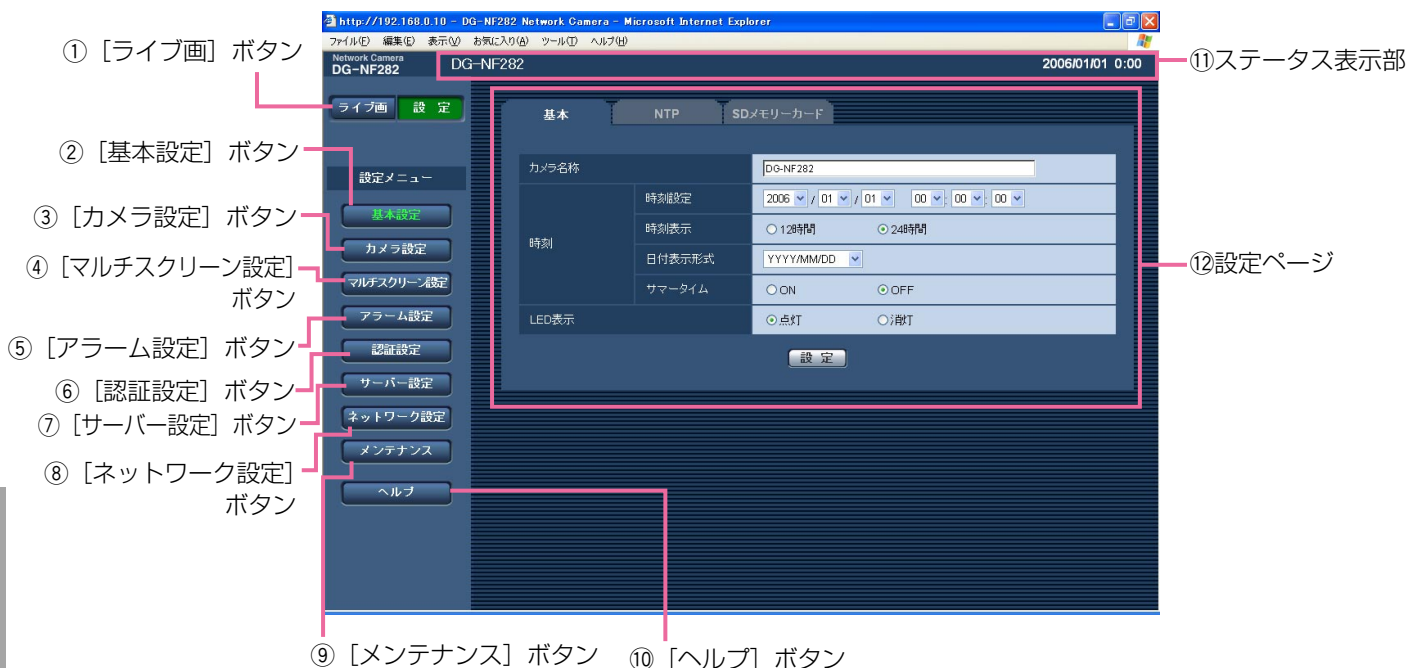 http://192.168.0.10 - DG-NF282 Network Camera - Microsoft Internet Explorer
ファイル(F) 編集(E) 表示(V) お気に入り(A) ツール(T) ヘルプ(H)
Network Camera
DG-NF282
DG-NF282
2006/01/01 0:00
ライブ画
設 定
設定メニュー
基本設定
カメラ設定
マルチスクリーン設定
アラーム設定
認証設定
サーバー設定
ネットワーク設定
メンテナンス
ヘルプ
基本
NTP
SDメモリーカード
カメラ名称
DG-NF282
時刻
時刻設定
2006 / 01 / 01 00 : 00 : 00
時刻表示
12時間 24時間
日付表示形式
YYYY/MM/DD
サマータイム
ON OFF
LED表示
点灯 消灯
設 定
①[ライブ画]ボタン
②[基本設定]ボタン
③[カメラ設定]ボタン
④[マルチスクリーン設定]
ボタン
⑤[アラーム設定]ボタン
⑥[認証設定]ボタン
⑦[サーバー設定]ボタン
⑧[ネットワーク設定]
ボタン
⑨[メンテナンス]ボタン
⑩[ヘルプ]ボタン
⑪ステータス表示部
⑫設定ページ